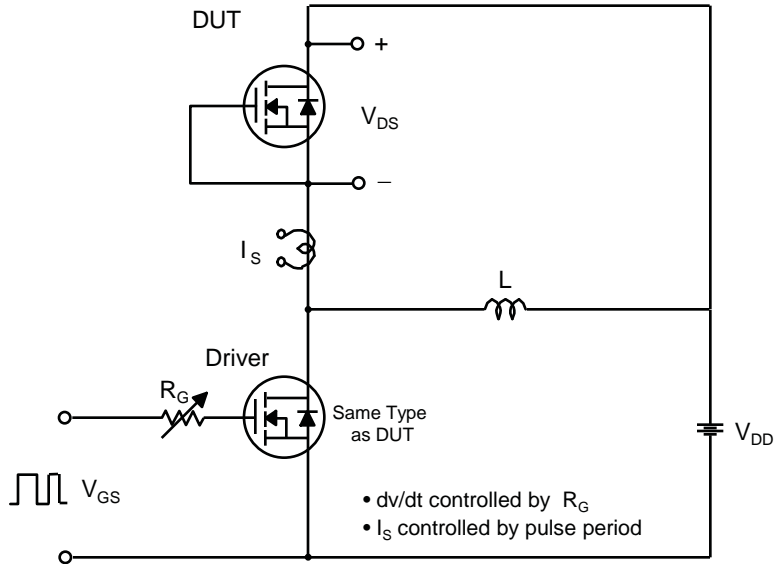 DUT
+
V_DS
–
I_S
L
Driver
R_G
Same Type
as DUT
V_DD
V_GS
• dv/dt controlled by R_G
• I_S controlled by pulse period